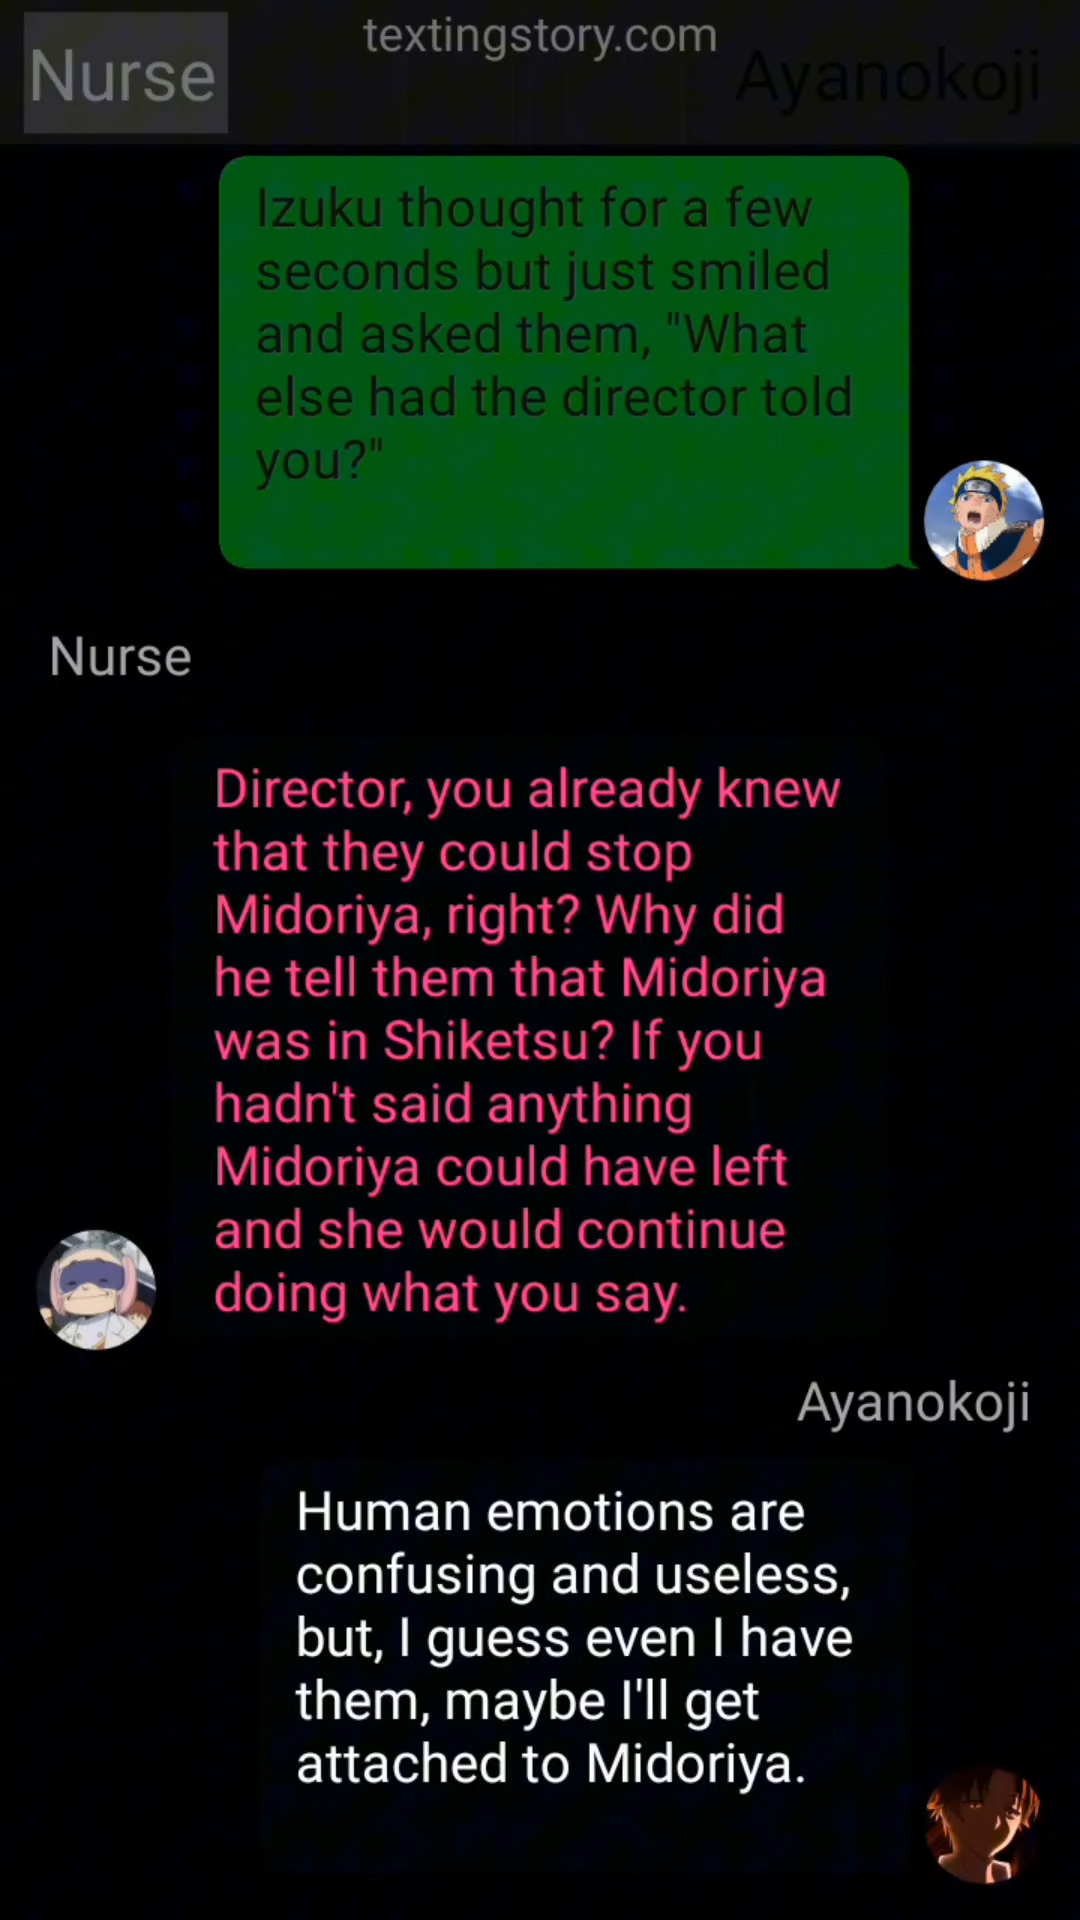 textingstory.com
Nurse
Ayanokoji
Izuku thought for a few
seconds but just smiled
and asked them, "What
else had the director told
you?"
Nurse
Director, you already knew
that they could stop
Midoriya, right? Why did
he tell them that Midoriya
was in Shiketsu? If you
hadn't said anything
Midoriya could have left
and she would continue
doing what you say.
Ayanokoji
Human emotions are
confusing and useless,
but, I guess even I have
them, maybe I'll get
attached to Midoriya.